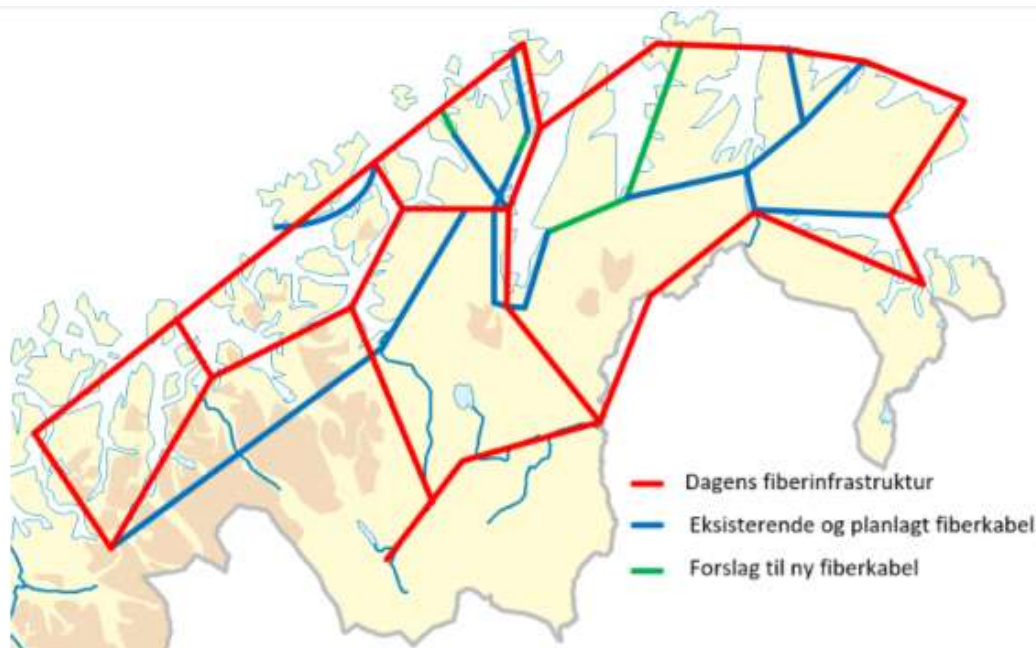 Dagens fiberinfrastruktur
Eksisterende og planlagt fiberkabel
Forslag til ny fiberkabel